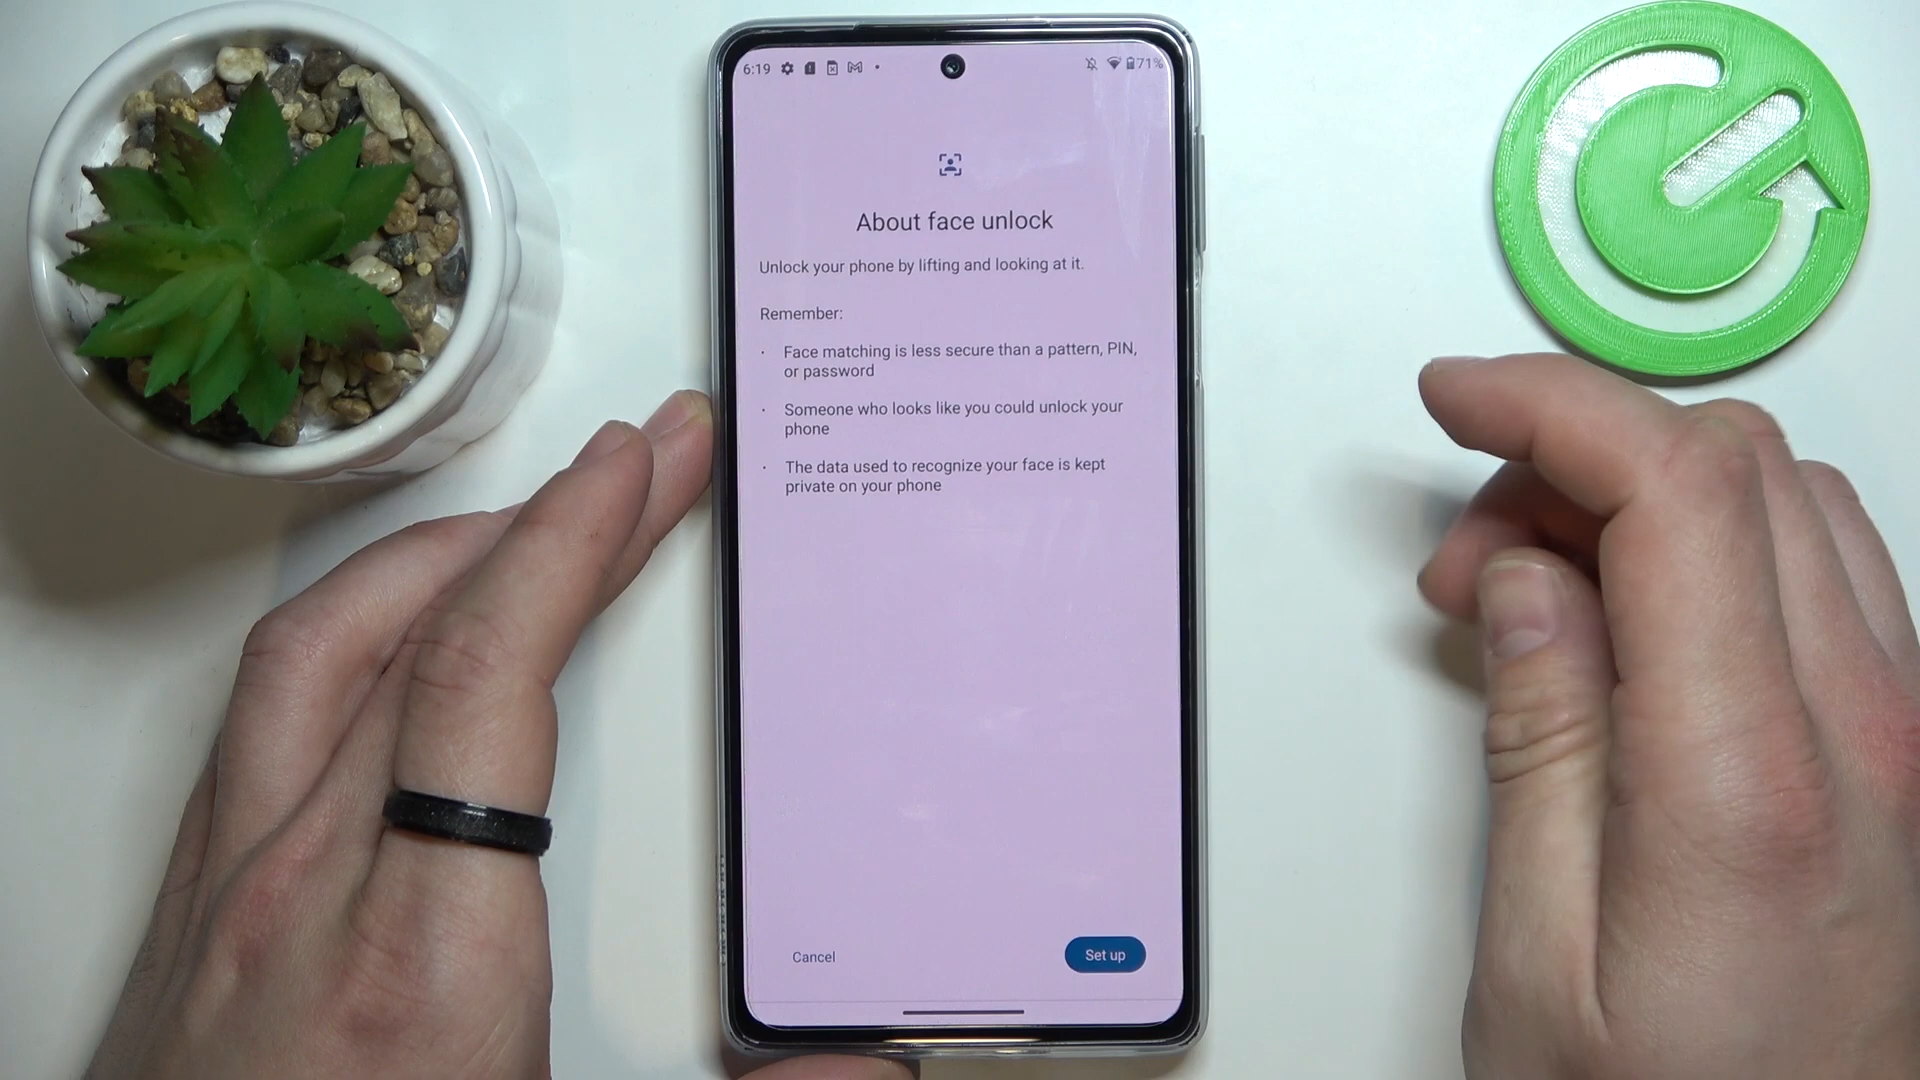 6:19
71%
About face unlock
Unlock your phone by lifting and looking at it.
Remember:
· Face matching is less secure than a pattern, PIN,
or password
· Someone who looks like you could unlock your
phone
· The data used to recognize your face is kept
private on your phone
Cancel
Set up